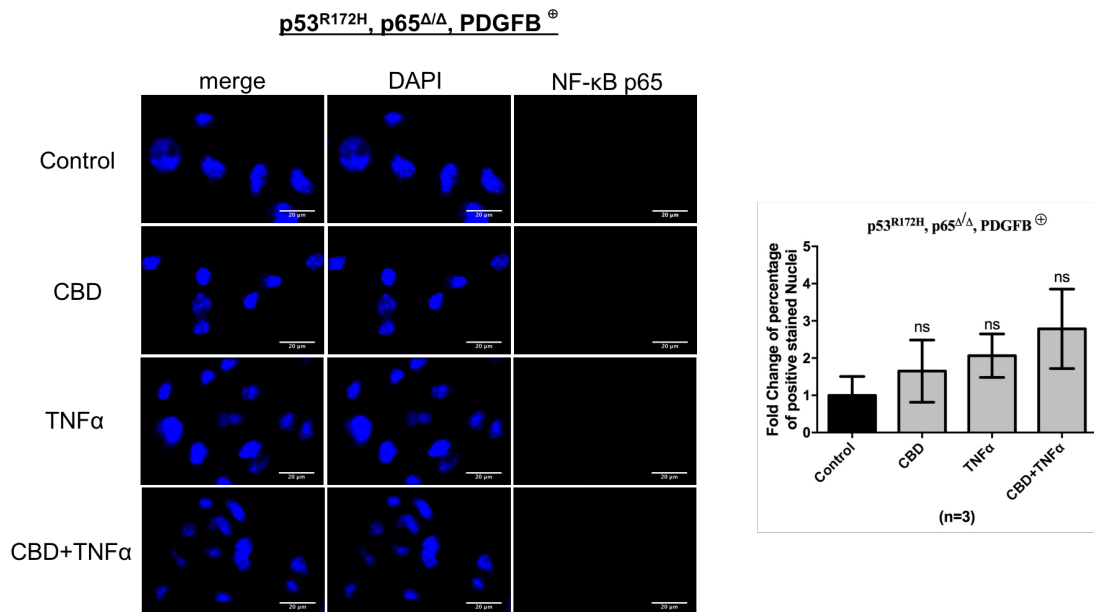 p53R172H, p65Δ/Δ, PDGFB ⊕
merge DAPI NF-κB p65
Control
20 µm 20 µm 20 µm
CBD
20 µm 20 µm 20 µm
TNFα
20 µm 20 µm 20 µm
CBD+TNFα
20 µm 20 µm 20 µm
p53R172H, p65Δ/Δ, PDGFB ⊕
Fold Change of percentage
of positive stained Nuclei
5
4
3
2
1
0
ns ns ns
Control CBD TNFα CBD+TNFα
(n=3)